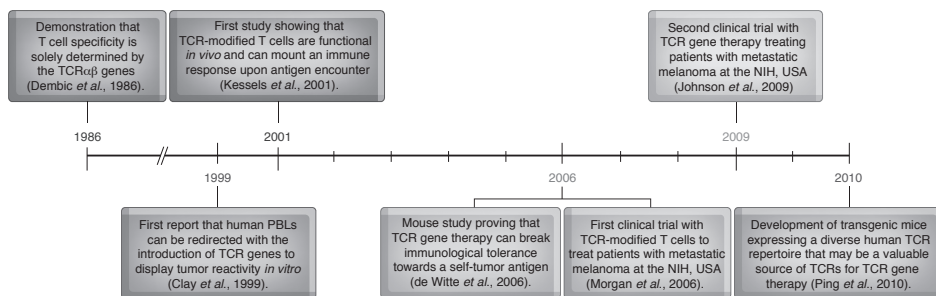 Demonstration that
T cell specificity is
solely determined by
the TCRαβ genes
(Dembic et al., 1986).
First study showing that
TCR-modified T cells are functional
in vivo and can mount an immune
response upon antigen encounter
(Kessels et al., 2001).
Second clinical trial with
TCR gene therapy treating
patients with metastatic
melanoma at the NIH, USA
(Johnson et al., 2009)
1986
2001
2009
1999
2006
2010
First report that human PBLs
can be redirected with the
introduction of TCR genes to
display tumor reactivity in vitro
(Clay et al., 1999).
Mouse study proving that
TCR gene therapy can break
immunological tolerance
towards a self-tumor antigen
(de Witte et al., 2006).
First clinical trial with
TCR-modified T cells to
treat patients with metastatic
melanoma at the NIH, USA
(Morgan et al., 2006).
Development of transgenic mice
expressing a diverse human TCR
repertoire that may be a valuable
source of TCRs for TCR gene
therapy (Ping et al., 2010).